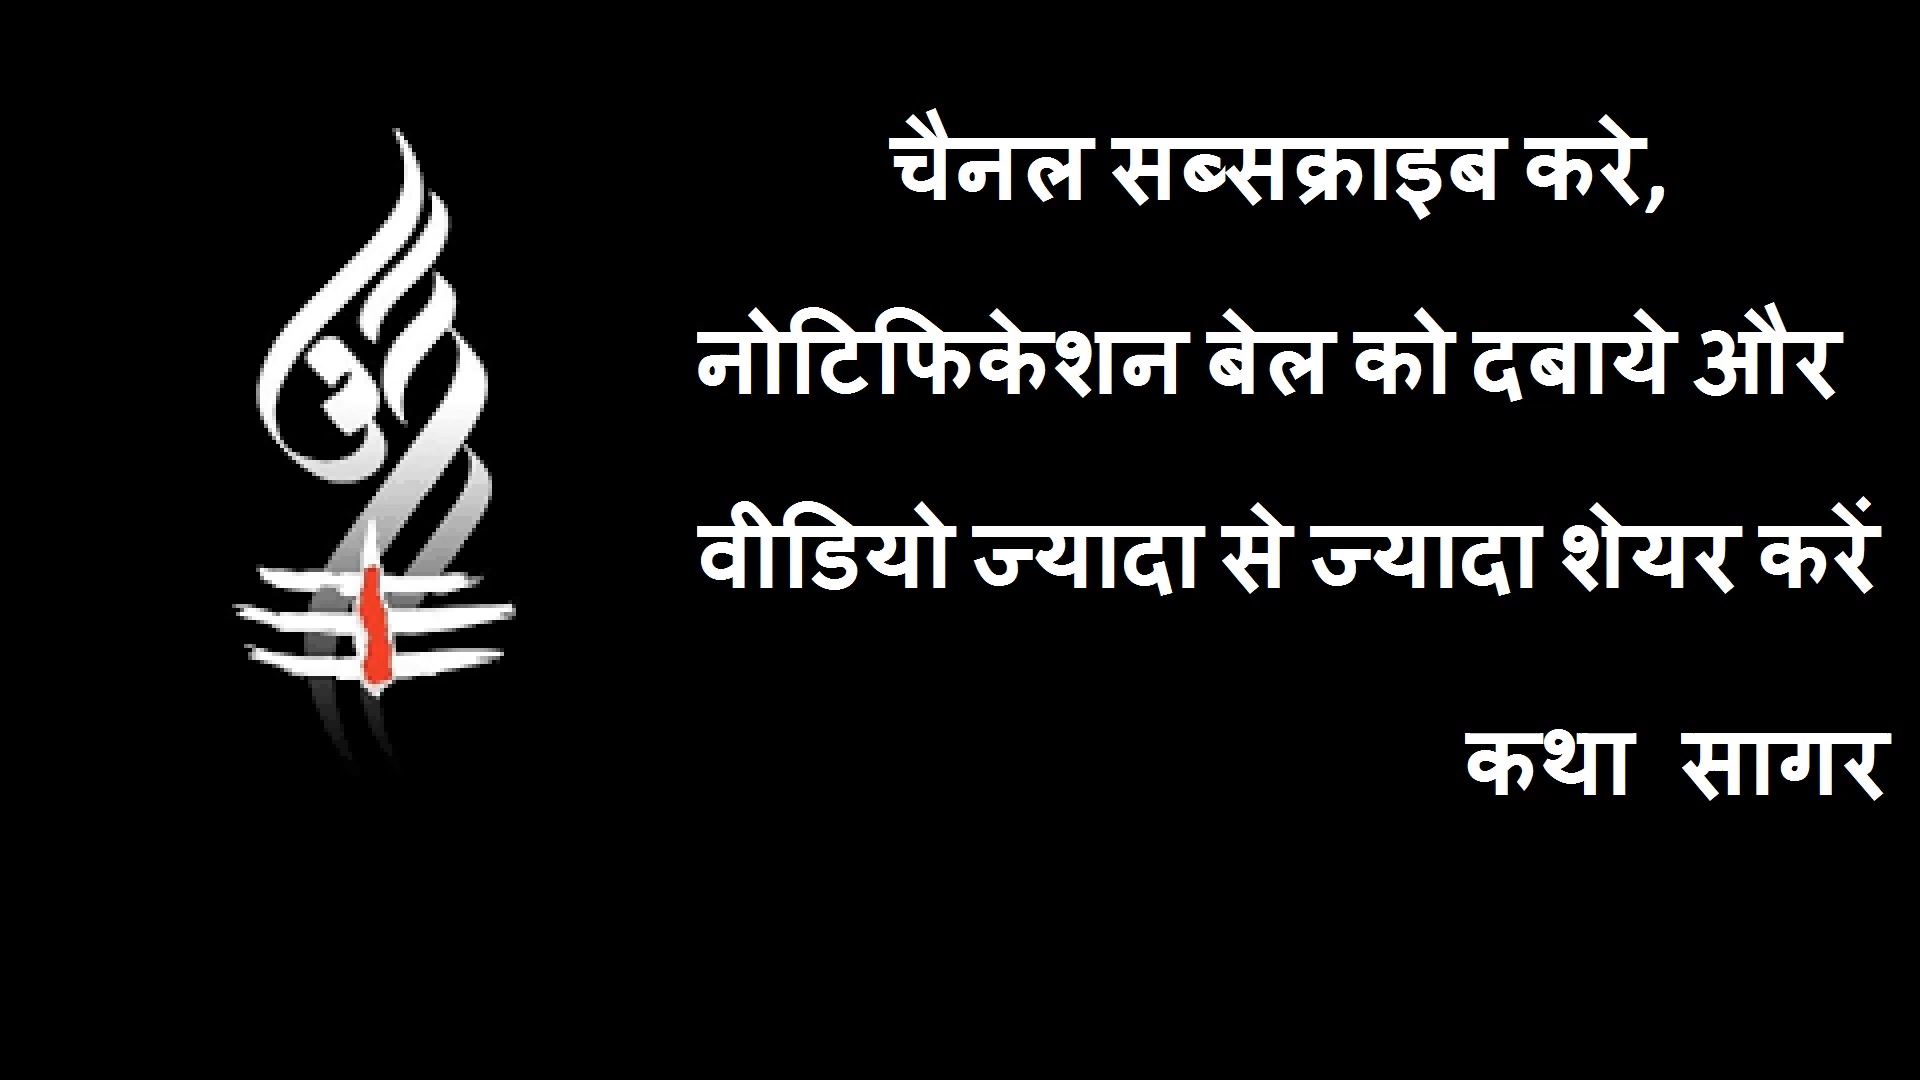 चैनल सब्सक्राइब करे,
नोटिफिकेशन बेल को दबाये और
वीडियो ज्यादा से ज्यादा शेयर करें
कथा सागर